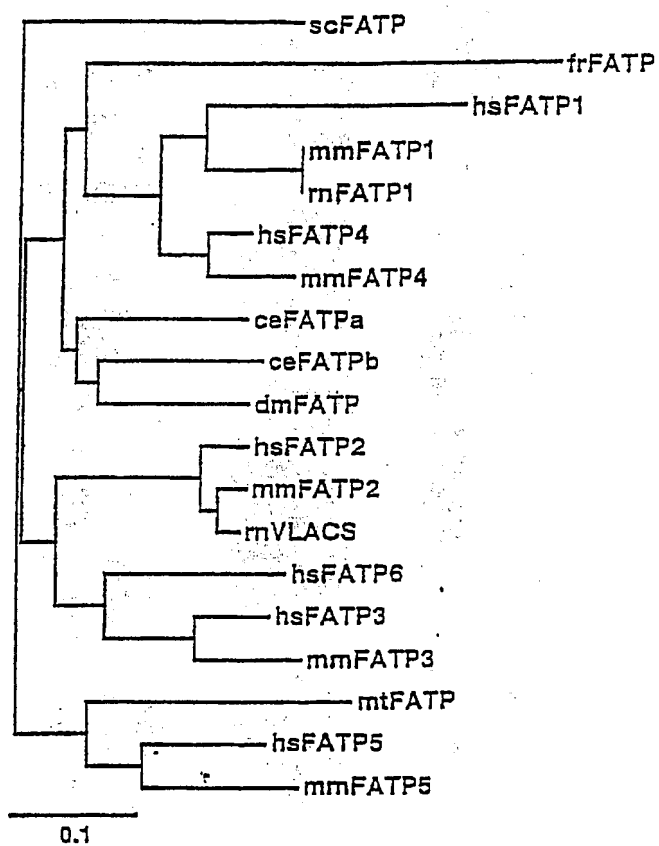 scFATP
frFATP
hsFATP1
mmFATP1
rnFATP1
hsFATP4
mmFATP4
ceFATPa
ceFATPb
dmFATP
hsFATP2
mmFATP2
rnVLACS
hsFATP6
hsFATP3
mmFATP3
mtFATP
hsFATP5
mmFATP5
0.1